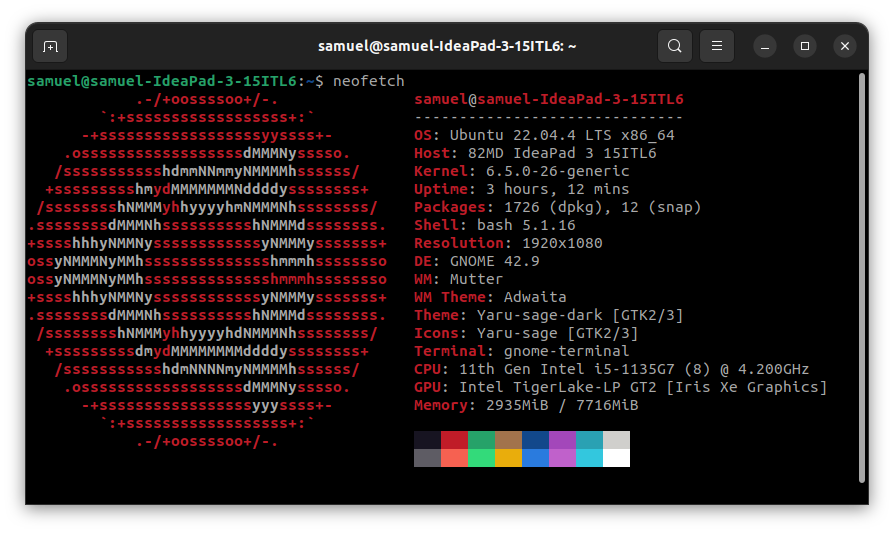 samuel@samuel-IdeaPad-3-15ITL6: ~
samuel@samuel-IdeaPad-3-15ITL6:~$ neofetch
            .-/+oossssoo+/-.               samuel@samuel-IdeaPad-3-15ITL6
        `:+ssssssssssssssssss+:`           ------------------------------
      -+ssssssssssssssssssyyssss+-         OS: Ubuntu 22.04.4 LTS x86_64
    .ossssssssssssssssssdMMMNysssso.       Host: 82MD IdeaPad 3 15ITL6
   /ssssssssssshdmmNNmmyNMMMMhssssss/      Kernel: 6.5.0-26-generic
  +ssssssssshmydMMMMMMMNddddyssssssss+     Uptime: 3 hours, 12 mins
 /sssssssshNMMMyhhyyyyhmNMMMNhssssssss/    Packages: 1726 (dpkg), 12 (snap)
.ssssssssdMMMNhsssssssssshNMMMdssssssss.   Shell: bash 5.1.16
+sssshhhyNMMNyssssssssssssyNMMMysssssss+   Resolution: 1920x1080
ossyNMMMNyMMhsssssssssssssshmmmhssssssso   DE: GNOME 42.9
ossyNMMMNyMMhsssssssssssssshmmmhssssssso   WM: Mutter
+sssshhhyNMMNyssssssssssssyNMMMysssssss+   WM Theme: Adwaita
.ssssssssdMMMNhsssssssssshNMMMdssssssss.   Theme: Yaru-sage-dark [GTK2/3]
 /sssssssshNMMMyhhyyyyhdNMMMNhssssssss/    Icons: Yaru-sage [GTK2/3]
  +sssssssssdmydMMMMMMMMddddyssssssss+     Terminal: gnome-terminal
   /ssssssssssshdmNNNNmyNMMMMhssssss/      CPU: 11th Gen Intel i5-1135G7 (8) @ 4.200GHz
    .ossssssssssssssssssdMMMNysssso.       GPU: Intel TigerLake-LP GT2 [Iris Xe Graphics]
      -+sssssssssssssssssyyyssss+-         Memory: 2935MiB / 7716MiB
        `:+ssssssssssssssssss+:`
            .-/+oossssoo+/-.